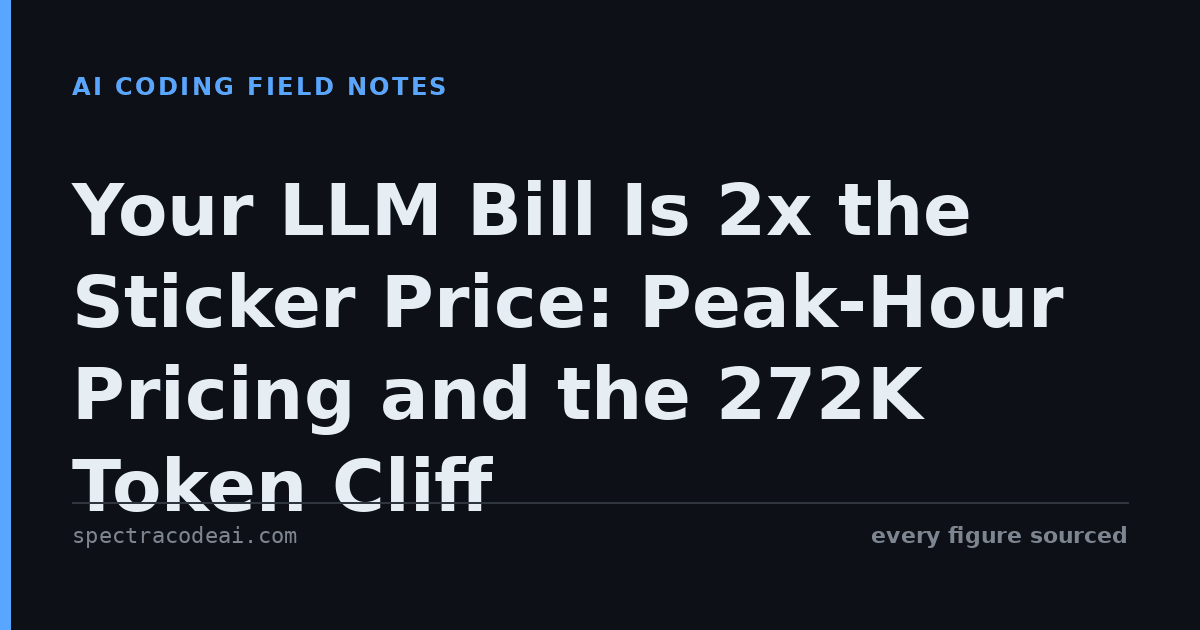 AI CODING FIELD NOTES
Your LLM Bill Is 2x the
Sticker Price: Peak-Hour
Pricing and the 272K
Token Cliff
spectracodeai.com
every figure sourced